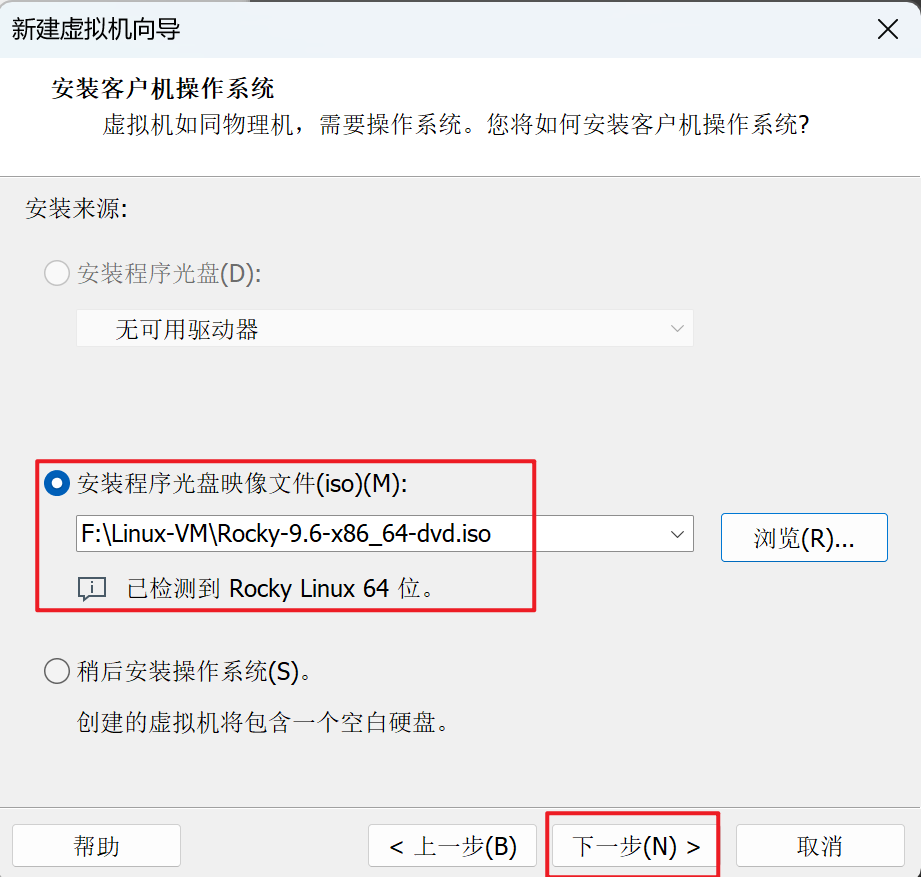 新建虚拟机向导
安装客户机操作系统
虚拟机如同物理机，需要操作系统。您将如何安装客户机操作系统?
安装来源:
安装程序光盘(D):
无可用驱动器
安装程序光盘映像文件(iso)(M):
F:\Linux-VM\Rocky-9.6-x86_64-dvd.iso
浏览(R)...
已检测到 Rocky Linux 64 位。
稍后安装操作系统(S)。
创建的虚拟机将包含一个空白硬盘。
帮助
< 上一步(B)
下一步(N) >
取消